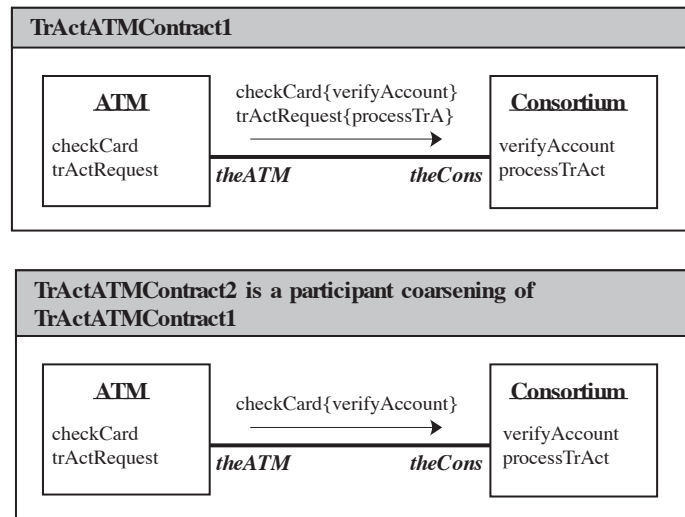 TrActATMContract1
ATM
checkCard
trActRequest
checkCard{verifyAccount}
trActRequest{processTrA}
theATM
theCons
Consortium
verifyAccount
processTrAct
TrActATMContract2 is a participant coarsening of
TrActATMContract1
ATM
checkCard
trActRequest
checkCard{verifyAccount}
theATM
theCons
Consortium
verifyAccount
processTrAct